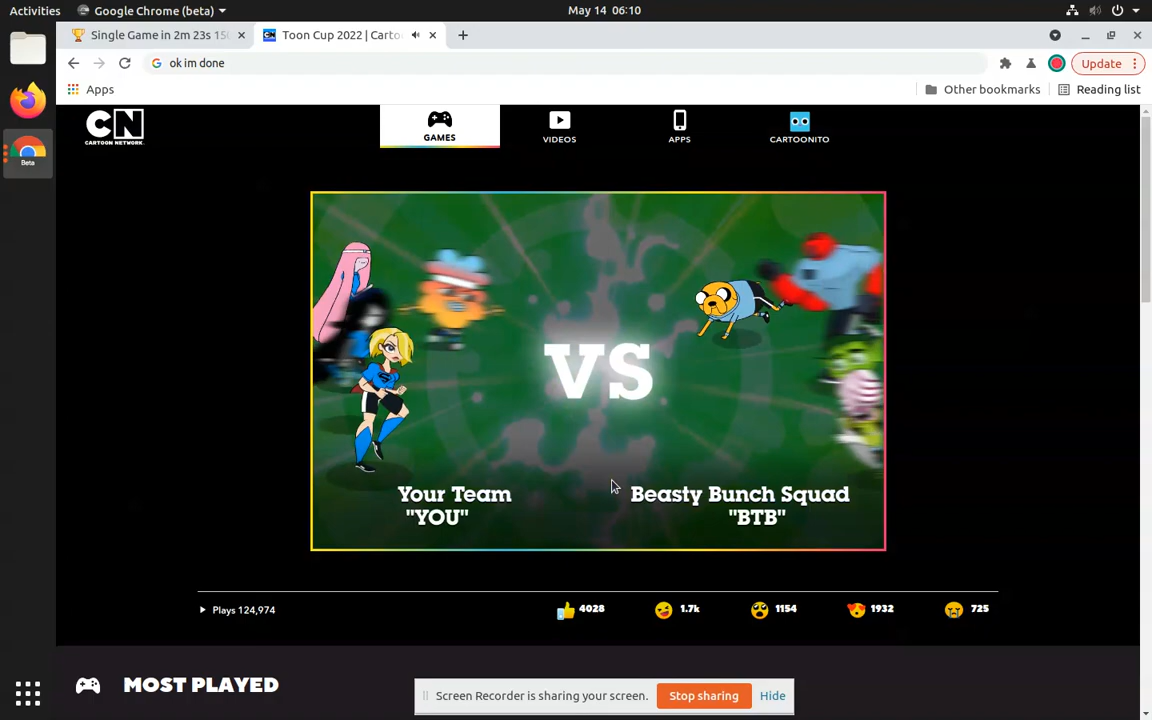 Activities
Google Chrome (beta)
May 14 06:10
Single Game in 2m 23s 15
Toon Cup 2022 | Carto
ok im done
Update
Apps
Other bookmarks
Reading list
Beta
CN
CARTOON NETWORK
GAMES
VIDEOS
APPS
CARTOONITO
VS
Your Team
"YOU"
Beasty Bunch Squad
"BTB"
Plays 124,974
4028
1.7k
1154
1932
725
MOST PLAYED
Screen Recorder is sharing your screen.
Stop sharing
Hide